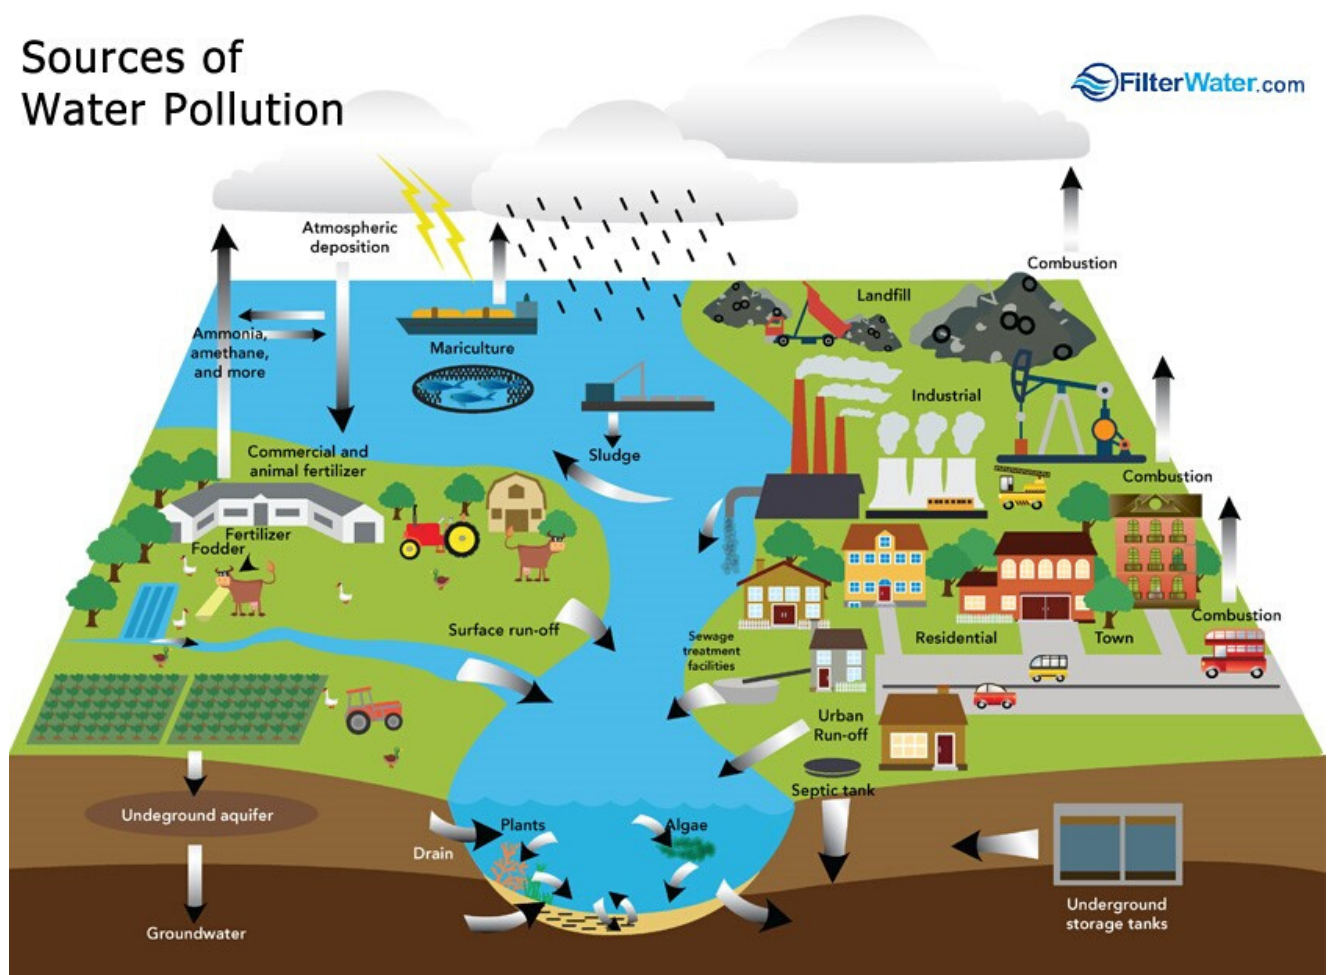 Sources of
Water Pollution
FilterWater.com
Atmospheric
deposition
Combustion
Landfill
Ammonia,
amethane,
and more
Mariculture
Industrial
Sludge
Commercial and
animal fertilizer
Combustion
Fertilizer
Fodder
Surface run-off
Sewage
treatment
facilities
Residential
Town
Combustion
Urban
Run-off
Septic tank
Undeground aquifer
Plants
Algae
Drain
Groundwater
Underground
storage tanks